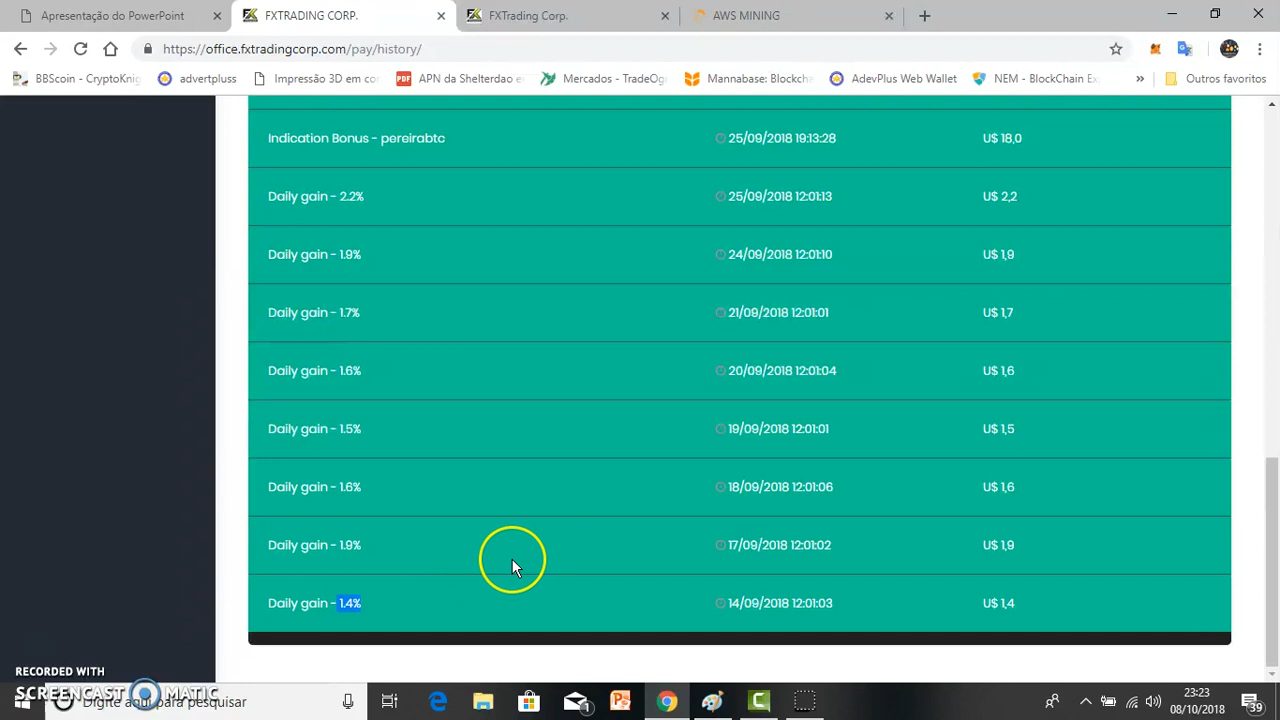 Apresentação do PowerPoint
FXTRADING CORP.
FXTrading Corp.
AWS MINING
https://office.fxtradingcorp.com/pay/history/
BBScoin - CryptoKnig
advertplus
Impressão 3D em co
APN da Shelterdao e
Mercados - TradeOg
Mannabase: Blockcha
AdevPlus Web Wallet
NEM - BlockChain Ex
»
Outros favoritos
Indication Bonus - pereirabtc 25/09/2018 19:13:28 U$ 18,0
Daily gain - 2.2% 25/09/2018 12:01:13 U$ 2,2
Daily gain - 1.9% 24/09/2018 12:01:10 U$ 1,9
Daily gain - 1.7% 21/09/2018 12:01:01 U$ 1,7
Daily gain - 1.6% 20/09/2018 12:01:04 U$ 1,6
Daily gain - 1.5% 19/09/2018 12:01:01 U$ 1,5
Daily gain - 1.6% 18/09/2018 12:01:06 U$ 1,6
Daily gain - 1.9% 17/09/2018 12:01:02 U$ 1,9
Daily gain - 1.4% 14/09/2018 12:01:03 U$ 1,4
RECORDED WITH
SCREENCAST MATIC
Digite aqui para pesquisar
1
23:23
08/10/2018
39